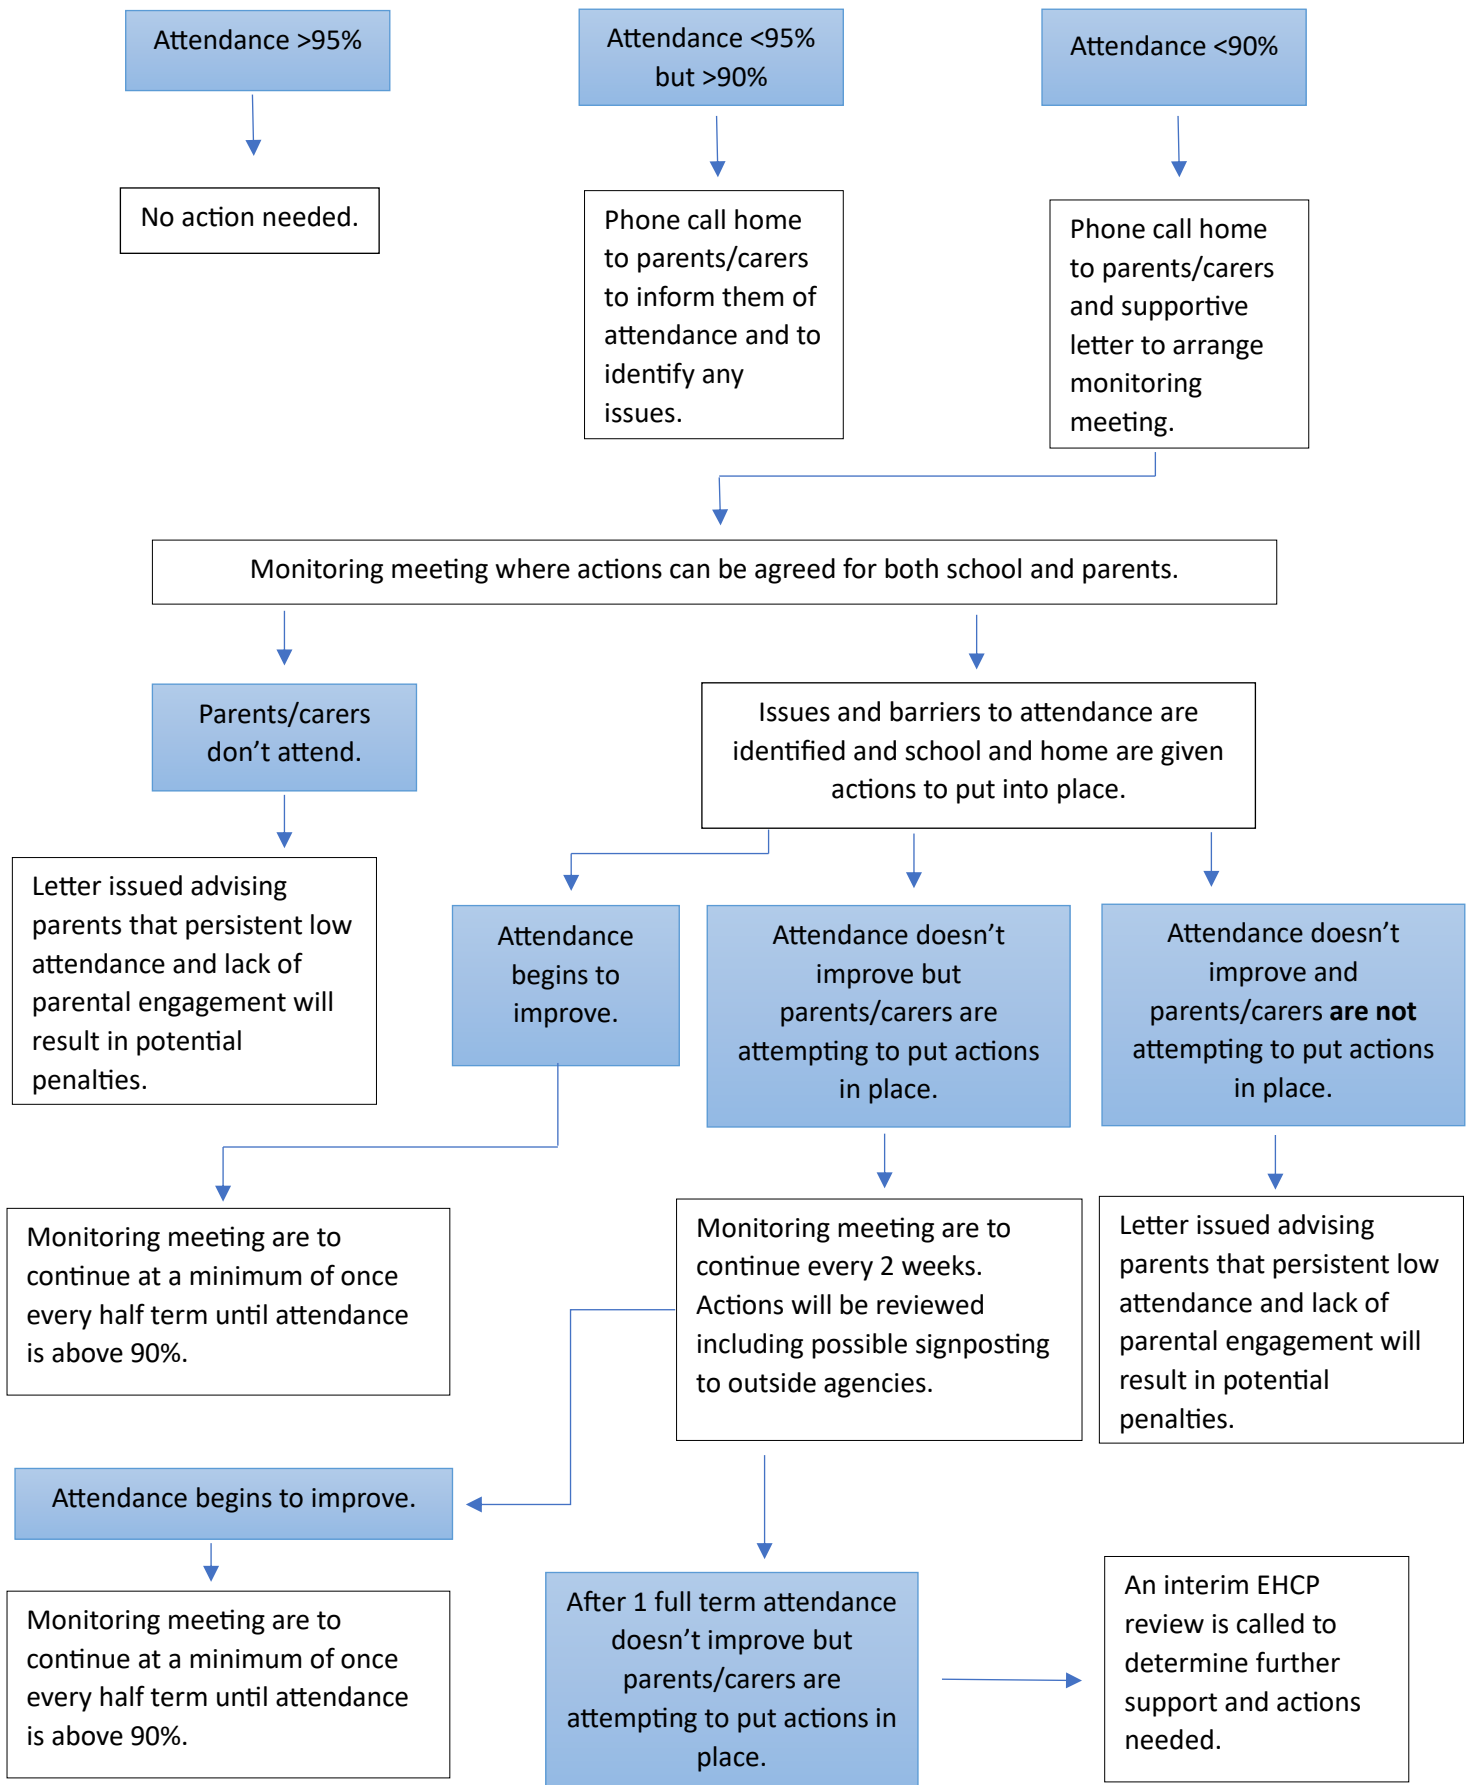 Attendance >95%
Attendance <95%
but >90%
Attendance <90%
No action needed.
Phone call home
to parents/carers
to inform them of
attendance and to
identify any
issues.
Phone call home
to parents/carers
and supportive
letter to arrange
monitoring
meeting.
Monitoring meeting where actions can be agreed for both school and parents.
Parents/carers
don’t attend.
Issues and barriers to attendance are
identified and school and home are given
actions to put into place.
Letter issued advising
parents that persistent low
attendance and lack of
parental engagement will
result in potential
penalties.
Attendance
begins to
improve.
Attendance doesn’t
improve but
parents/carers are
attempting to put actions
in place.
Attendance doesn’t
improve and
parents/carers are not
attempting to put actions
in place.
Monitoring meeting are to
continue at a minimum of once
every half term until attendance
is above 90%.
Monitoring meeting are to
continue every 2 weeks.
Actions will be reviewed
including possible signposting
to outside agencies.
Letter issued advising
parents that persistent low
attendance and lack of
parental engagement will
result in potential
penalties.
Attendance begins to improve.
Monitoring meeting are to
continue at a minimum of once
every half term until attendance
is above 90%.
After 1 full term attendance
doesn’t improve but
parents/carers are
attempting to put actions in
place.
An interim EHCP
review is called to
determine further
support and actions
needed.